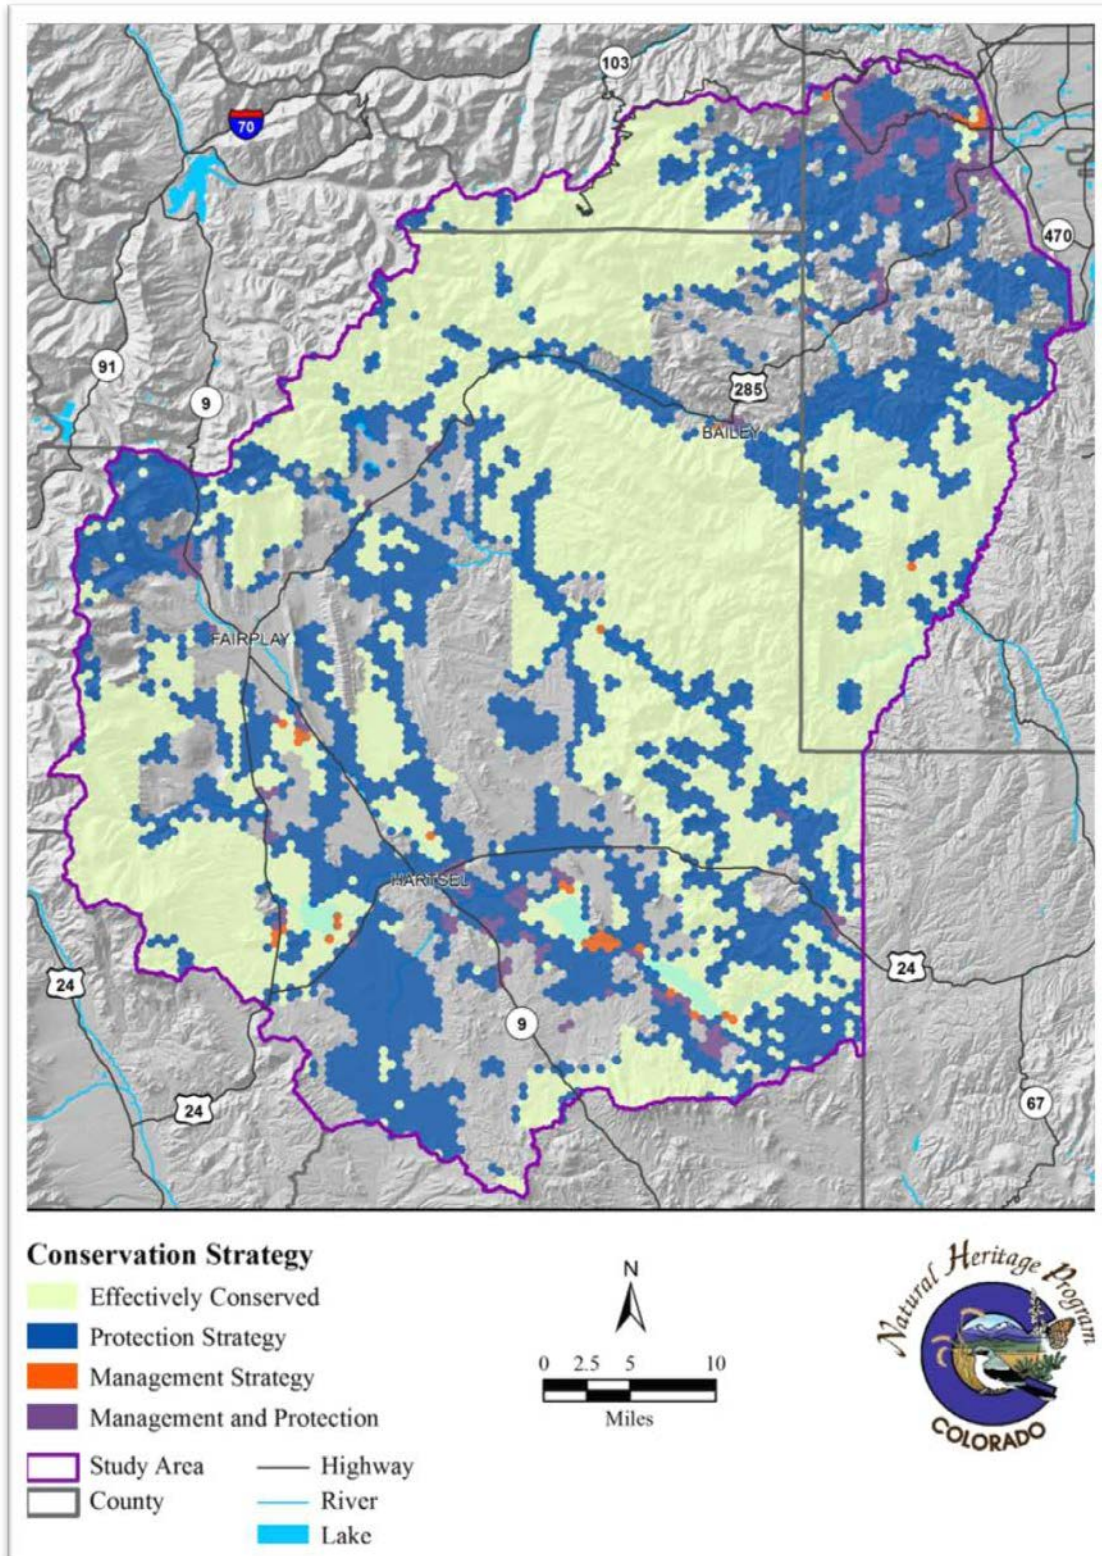 103
70
470
91
9
285
BAILEY
FAIRPLAY
HARTSEL
24
24
9
24
67
Conservation Strategy
Effectively Conserved
Protection Strategy
Management Strategy
Management and Protection
Study Area
County
Highway
River
Lake
N
0 2.5 5 10
Miles
Natural Heritage Program
COLORADO